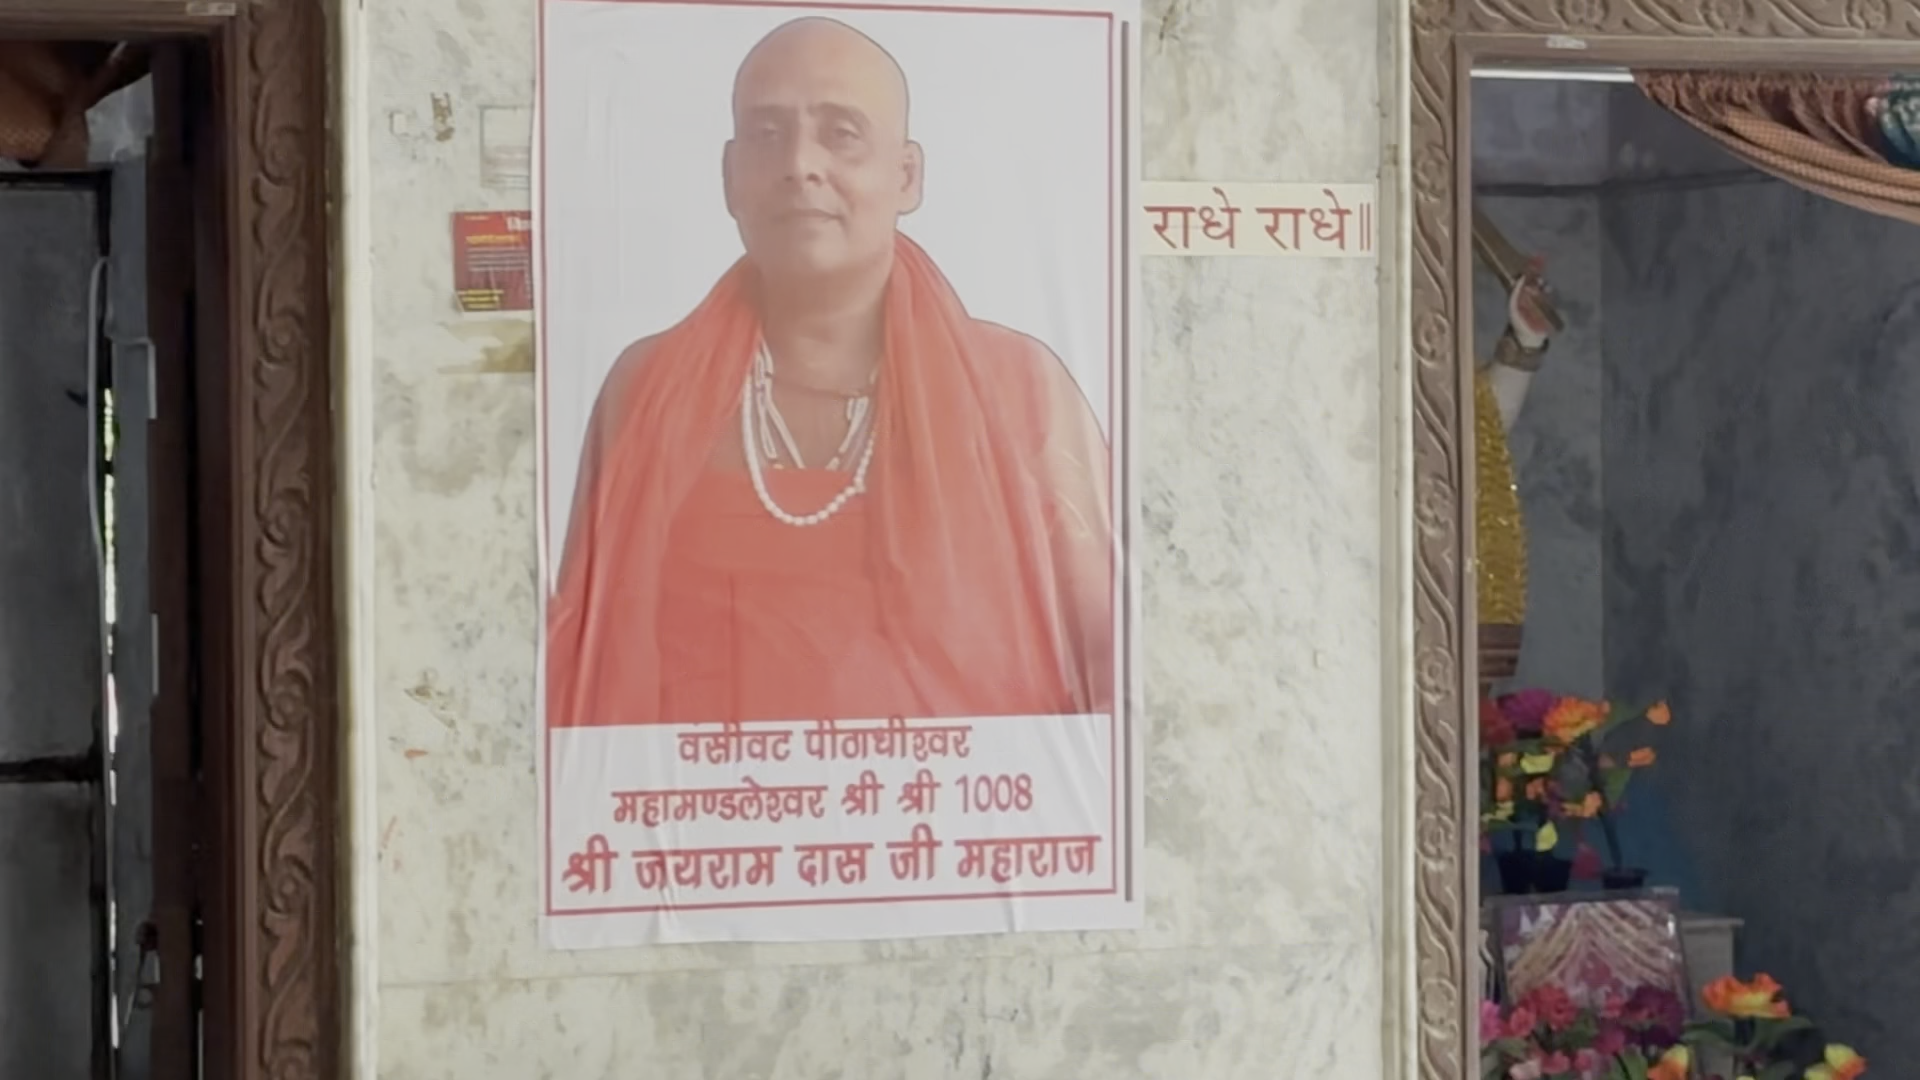 राधे राधे॥
वंसीवट पीठाधीश्वर
महामण्डलेश्वर श्री श्री 1008
श्री जयराम दास जी महाराज